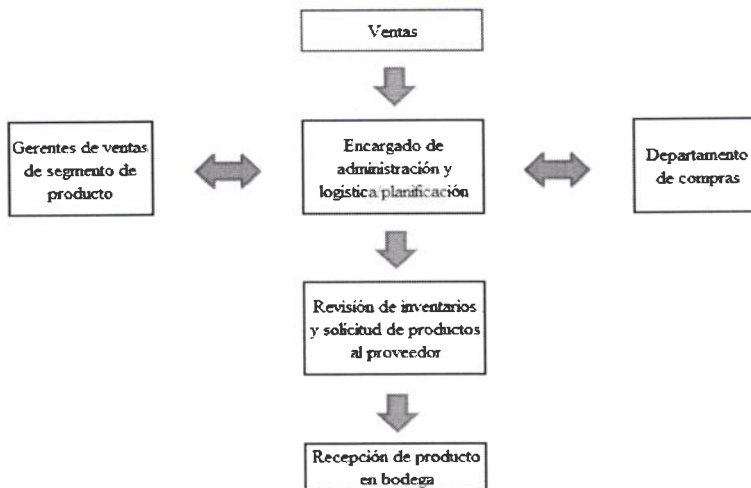 Ventas
Gerentes de ventas
de segmento de
producto
Encargado de
administración y
logistica/planificación
Departamento
de compras
Revisión de inventarios
y solicitud de productos
al proveedor
Recepción de producto
en bodega